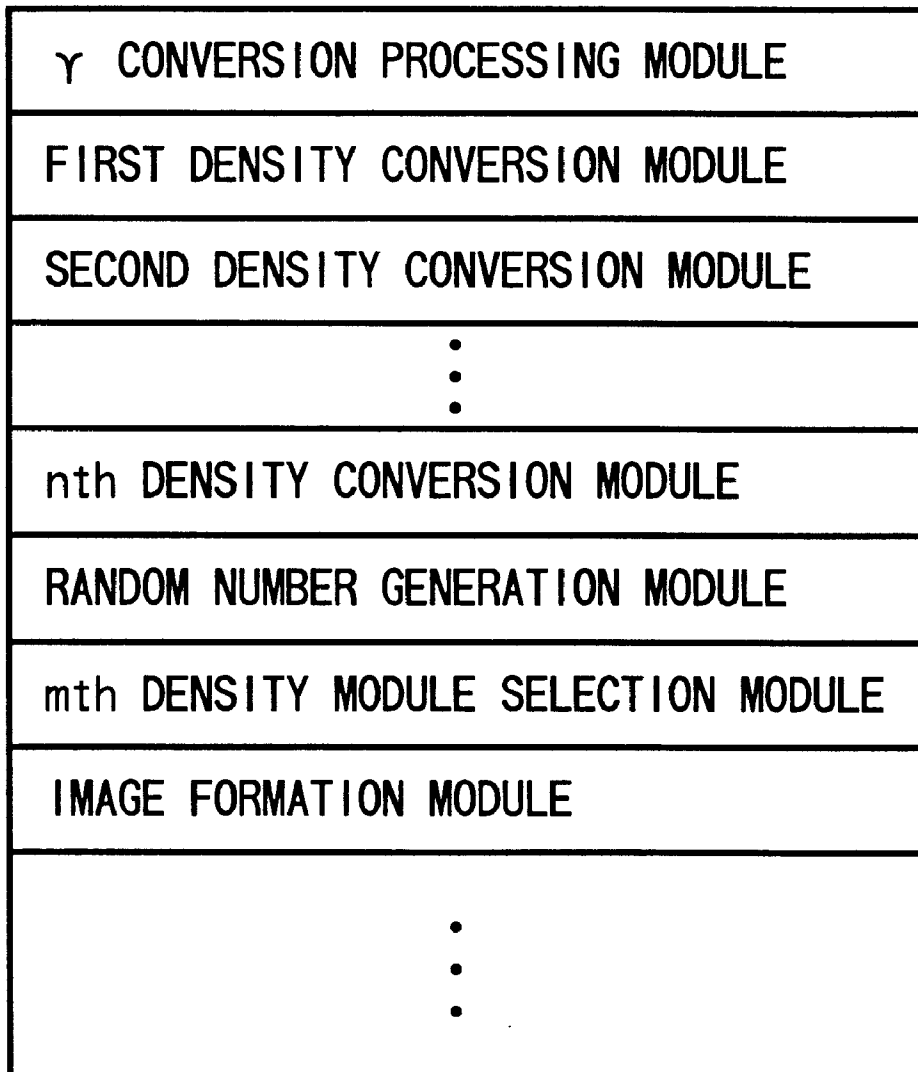 γ CONVERSION PROCESSING MODULE
FIRST DENSITY CONVERSION MODULE
SECOND DENSITY CONVERSION MODULE
nth DENSITY CONVERSION MODULE
RANDOM NUMBER GENERATION MODULE
mth DENSITY MODULE SELECTION MODULE
IMAGE FORMATION MODULE